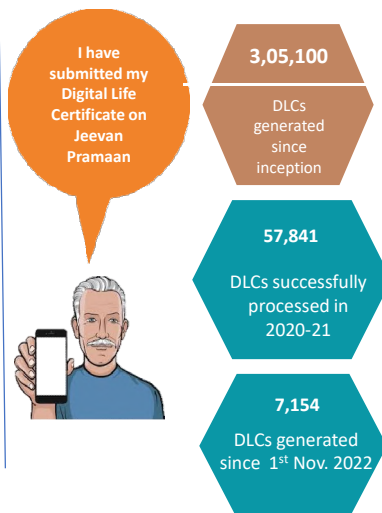 I have
submitted my
Digital Life
Certificate on
Jeevan
Pramaan
3,05,100
DLCs
generated
since
inception
57,841
DLCs successfully
processed in
2020-21
7,154
DLCs generated
since 1st Nov. 2022